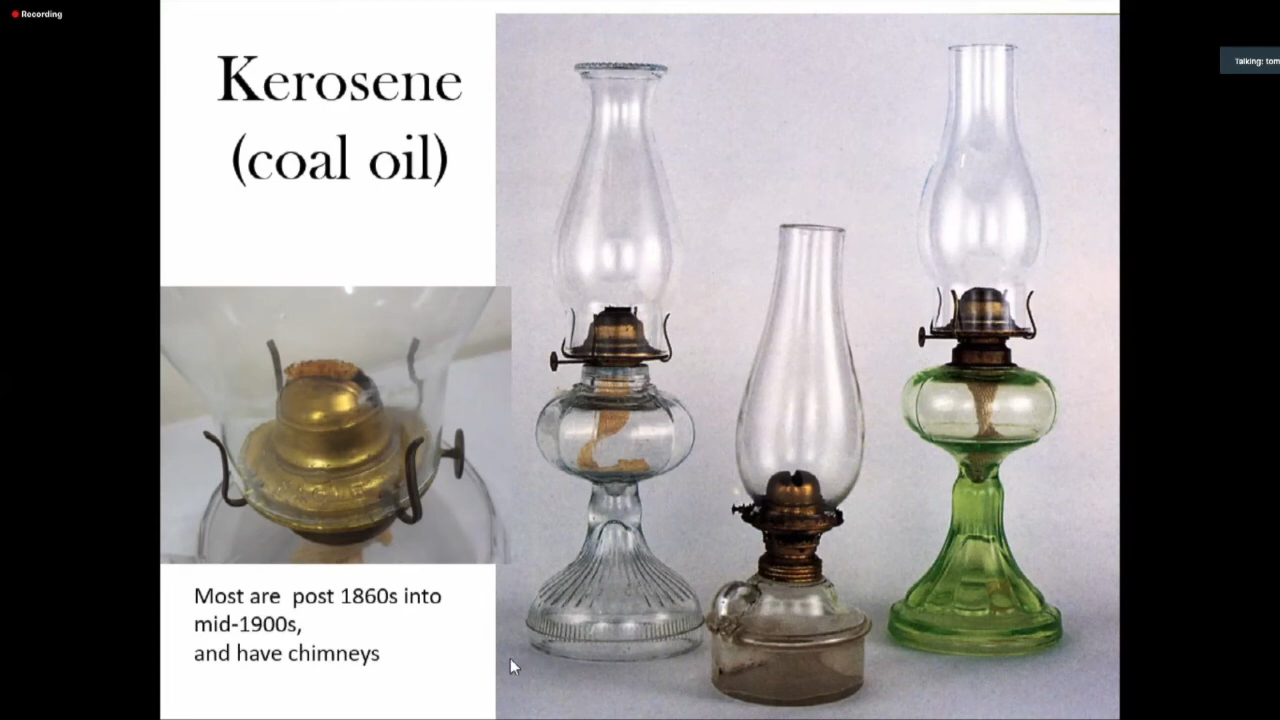 Recording
Kerosene
(coal oil)
Talking: tom
Most are post 1860s into
mid-1900s,
and have chimneys